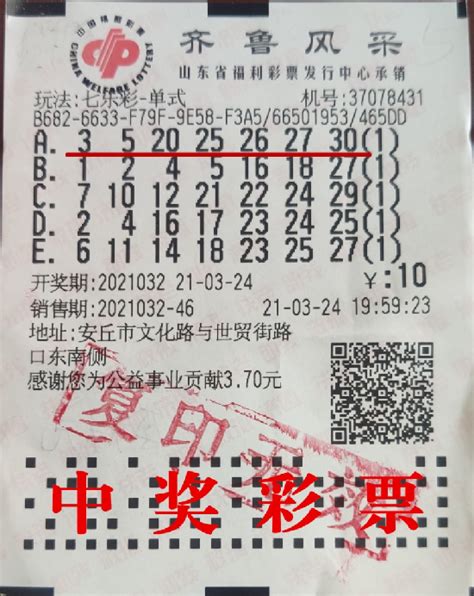 中国福利彩票
CHINA WELFARE LOTTERY
齐鲁风采
山东省福利彩票发行中心承销
玩法:七乐彩-单式 机号:37078431
B682-6633-F79F-9E58-F3A5/66501953/465DD
A. 3 5 20 25 26 27 30(1)
B. 1 2 4 5 16 18 27(1)
C. 7 9 14 22 24 29(1)
D. 2 4 16 17 23 24 25(1)
E. 6 11 14 18 23 25 27(1)
开奖期:2021032 21-03-24 ¥:10
销售期:2021032-46 21-03-24 19:59:23
地址:安丘市文化路与世贸街路
口东南侧
感谢您为公益事业贡献3.70元
复印无效
中奖彩票